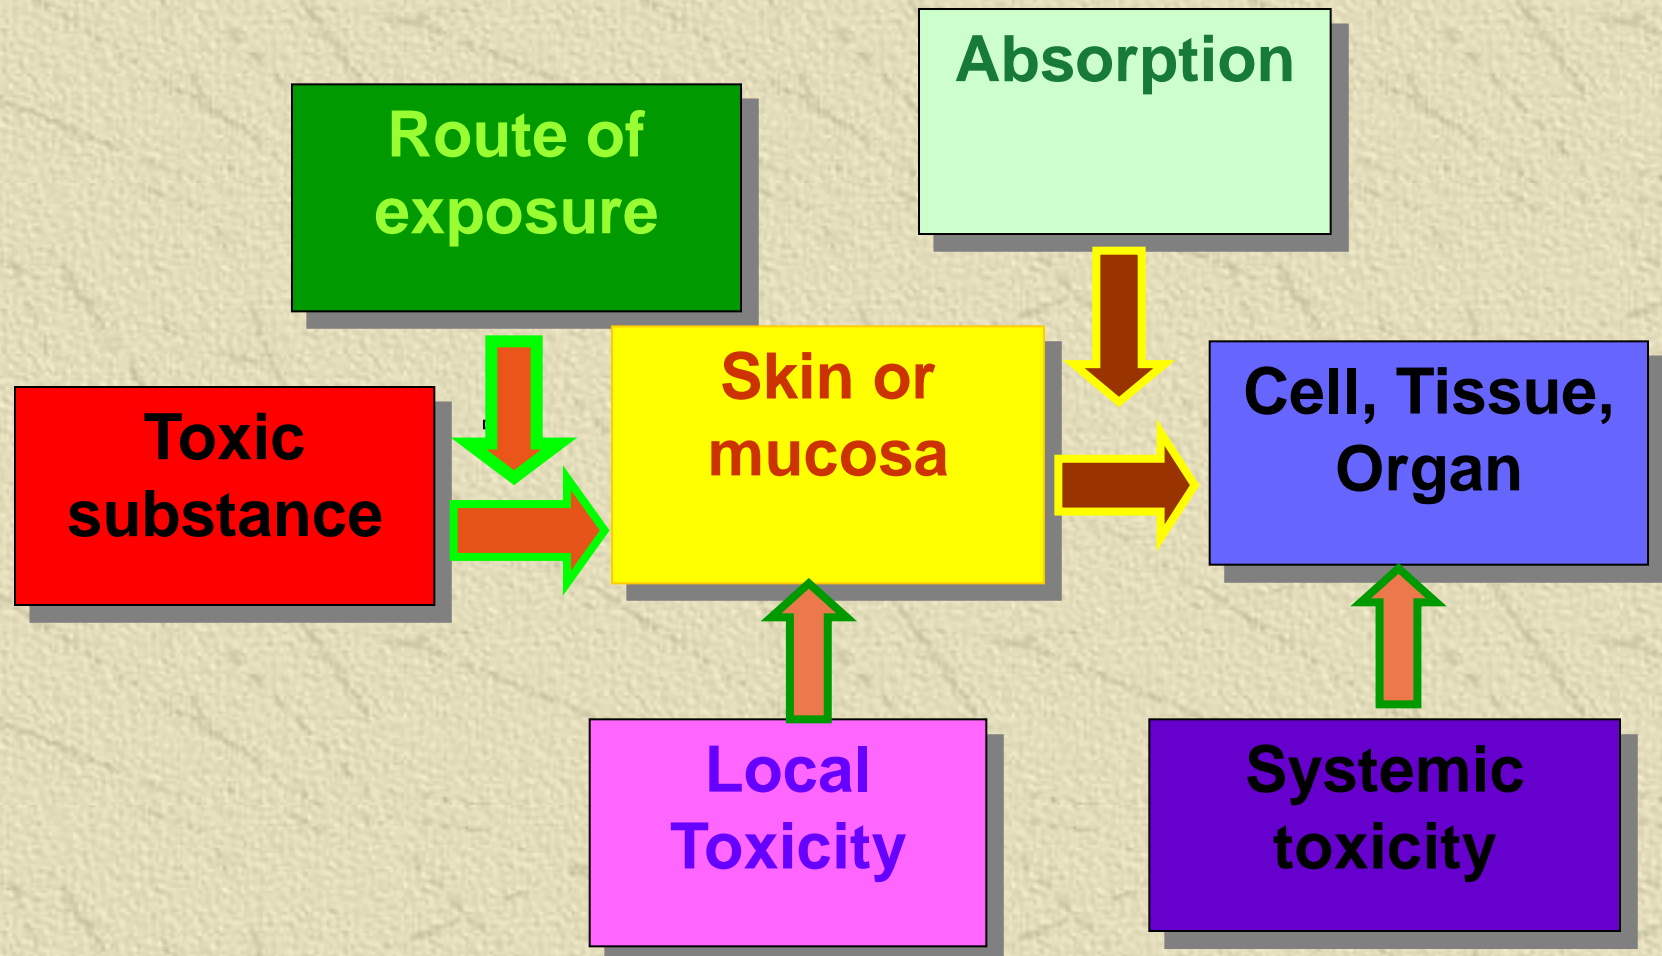 Absorption
Route of
exposure
Skin or
mucosa
Cell, Tissue,
Organ
Toxic
substance
Local
Toxicity
Systemic
toxicity